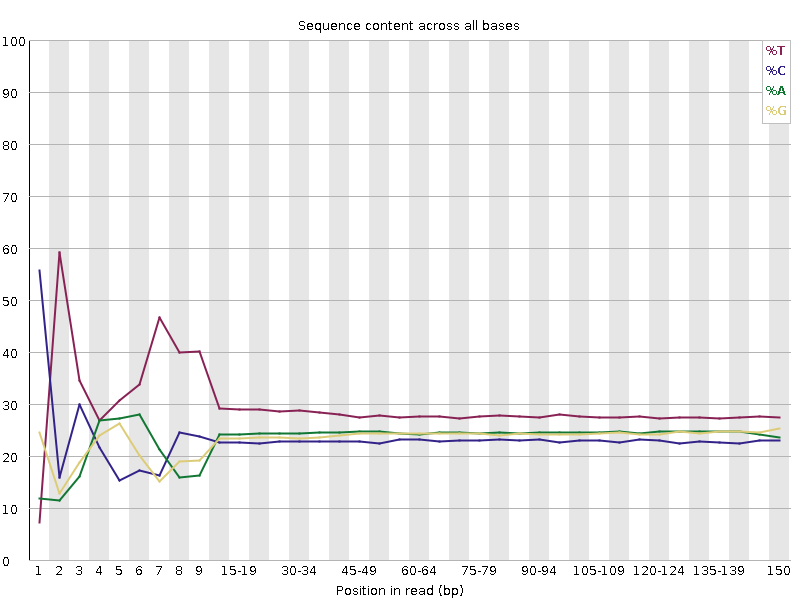 Sequence content across all bases
100
90
80
70
60
50
40
30
20
10
0
%T
%C
%A
%G
1 2 3 4 5 6 7 8 9 15-19 30-34 45-49 60-64 75-79 90-94 105-109 120-124 135-139 150
Position in read (bp)